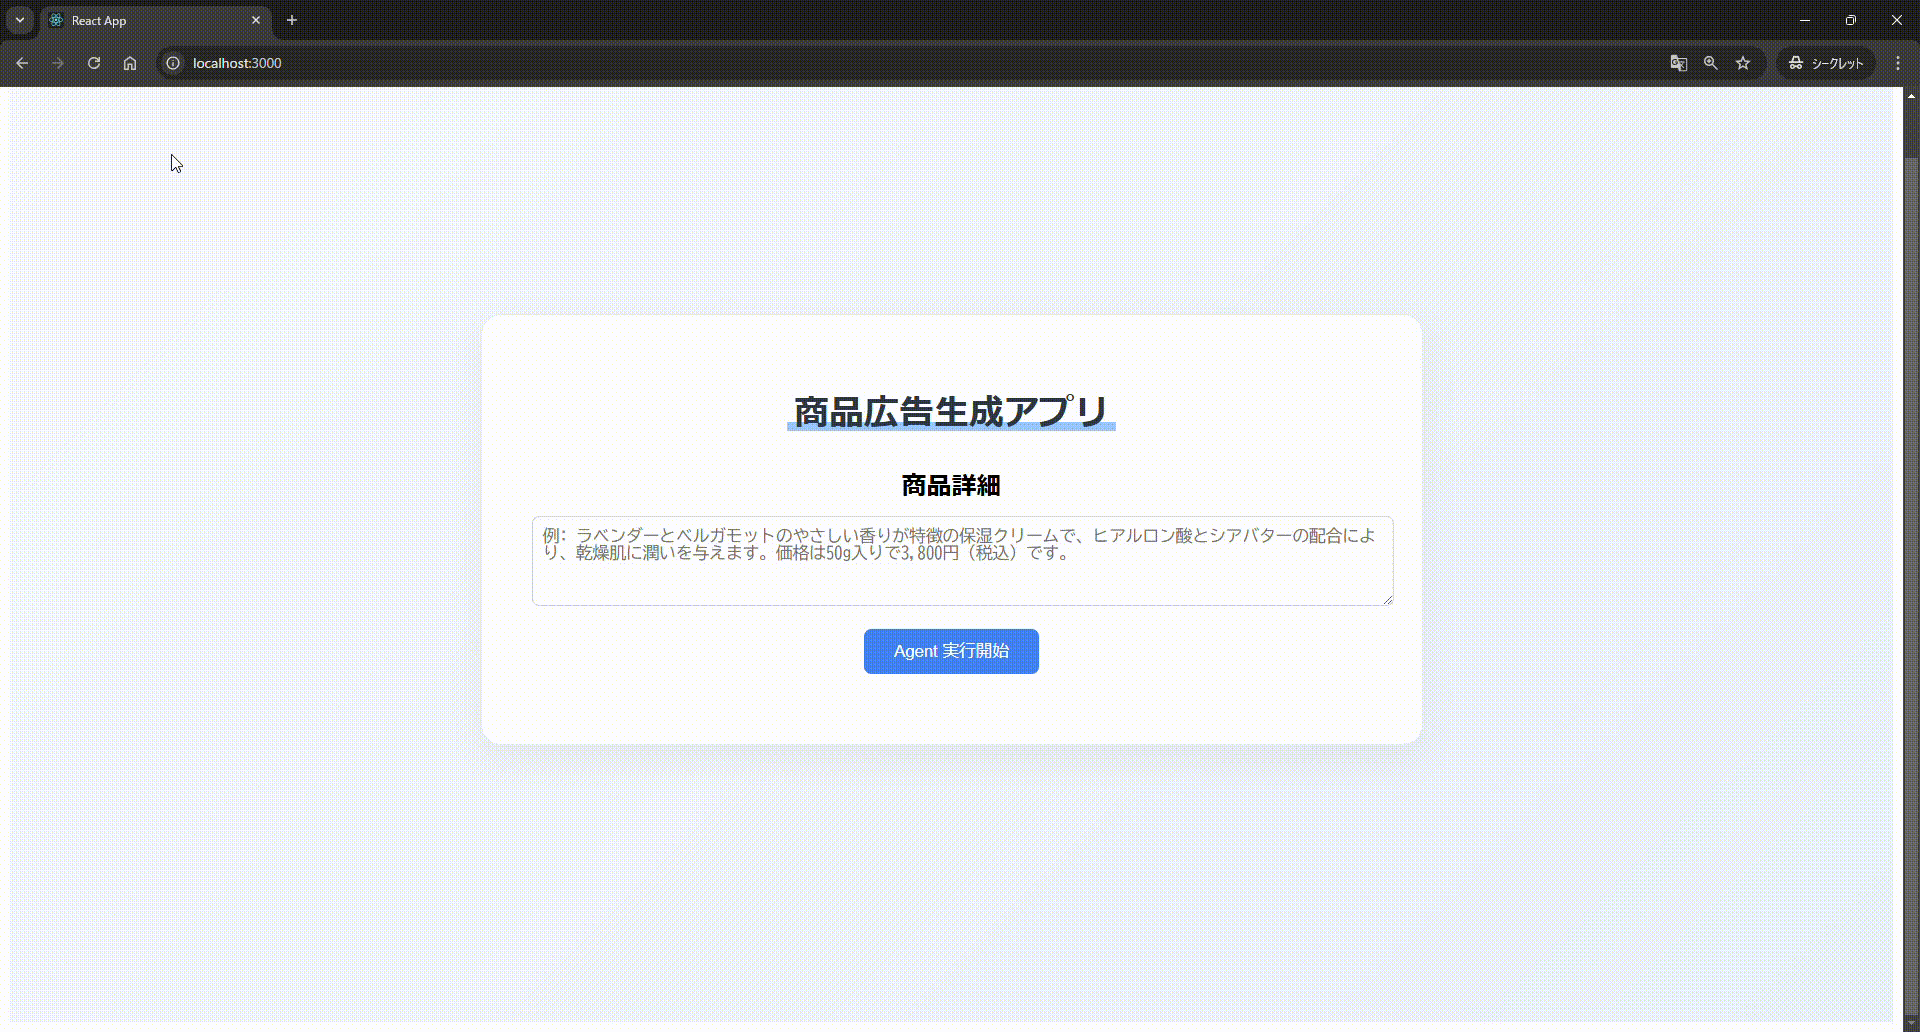 React App
localhost:3000
シークレット
商品広告生成アプリ
商品詳細
例: ラベンダーとベルガモットのやさしい香りが特徴の保湿クリームで、ヒアルロン酸とシアバターの配合によ
り、乾燥肌に潤いを与えます。価格は50g入りで3,800円（税込）です。
Agent 実行開始